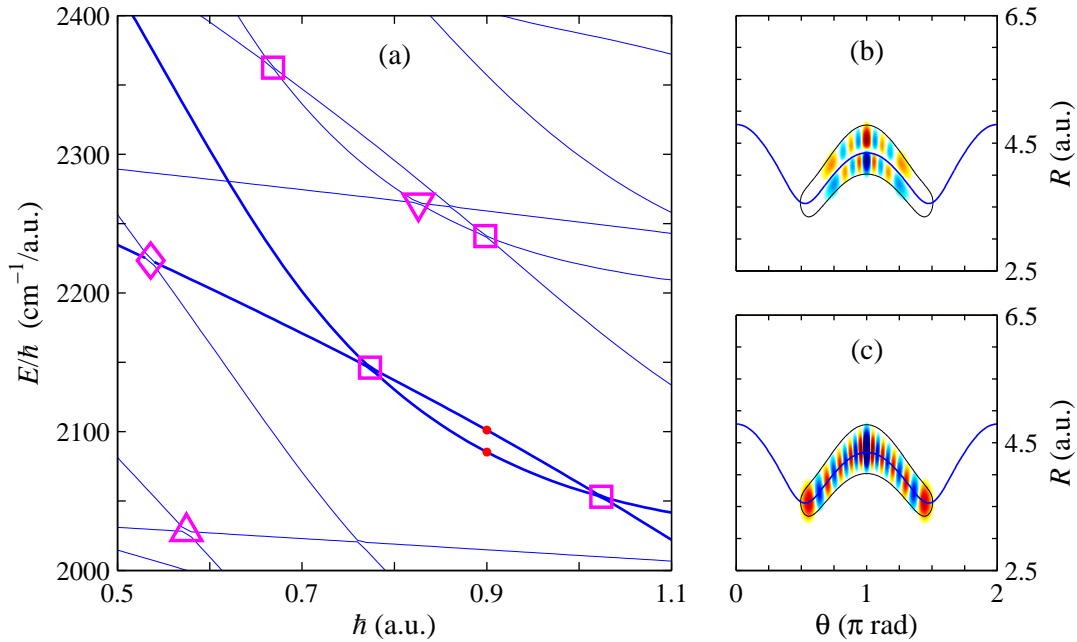 (a)
2400
2300
2200
2100
2000
E/ħ (cm⁻¹/a.u.)
0.5
0.7
0.9
1.1
ħ (a.u.)
(b)
6.5
4.5
2.5
R (a.u.)
(c)
6.5
4.5
2.5
R (a.u.)
0
1
2
θ (π rad)